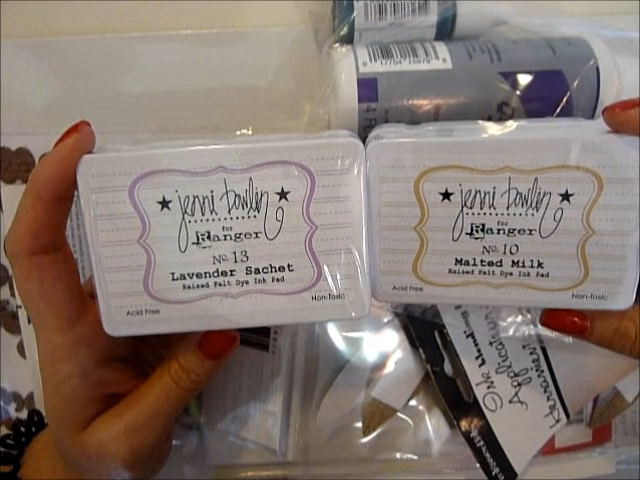 jenni bowlin
for
Ranger
No. 13
Lavender Sachet
Raised Felt Dye Ink Pad
Acid Free
Non-Toxic
jenni bowlin
for
Ranger
No. 10
Malted Milk
Raised Felt Dye Ink Pad
Acid Free
Non-Toxic